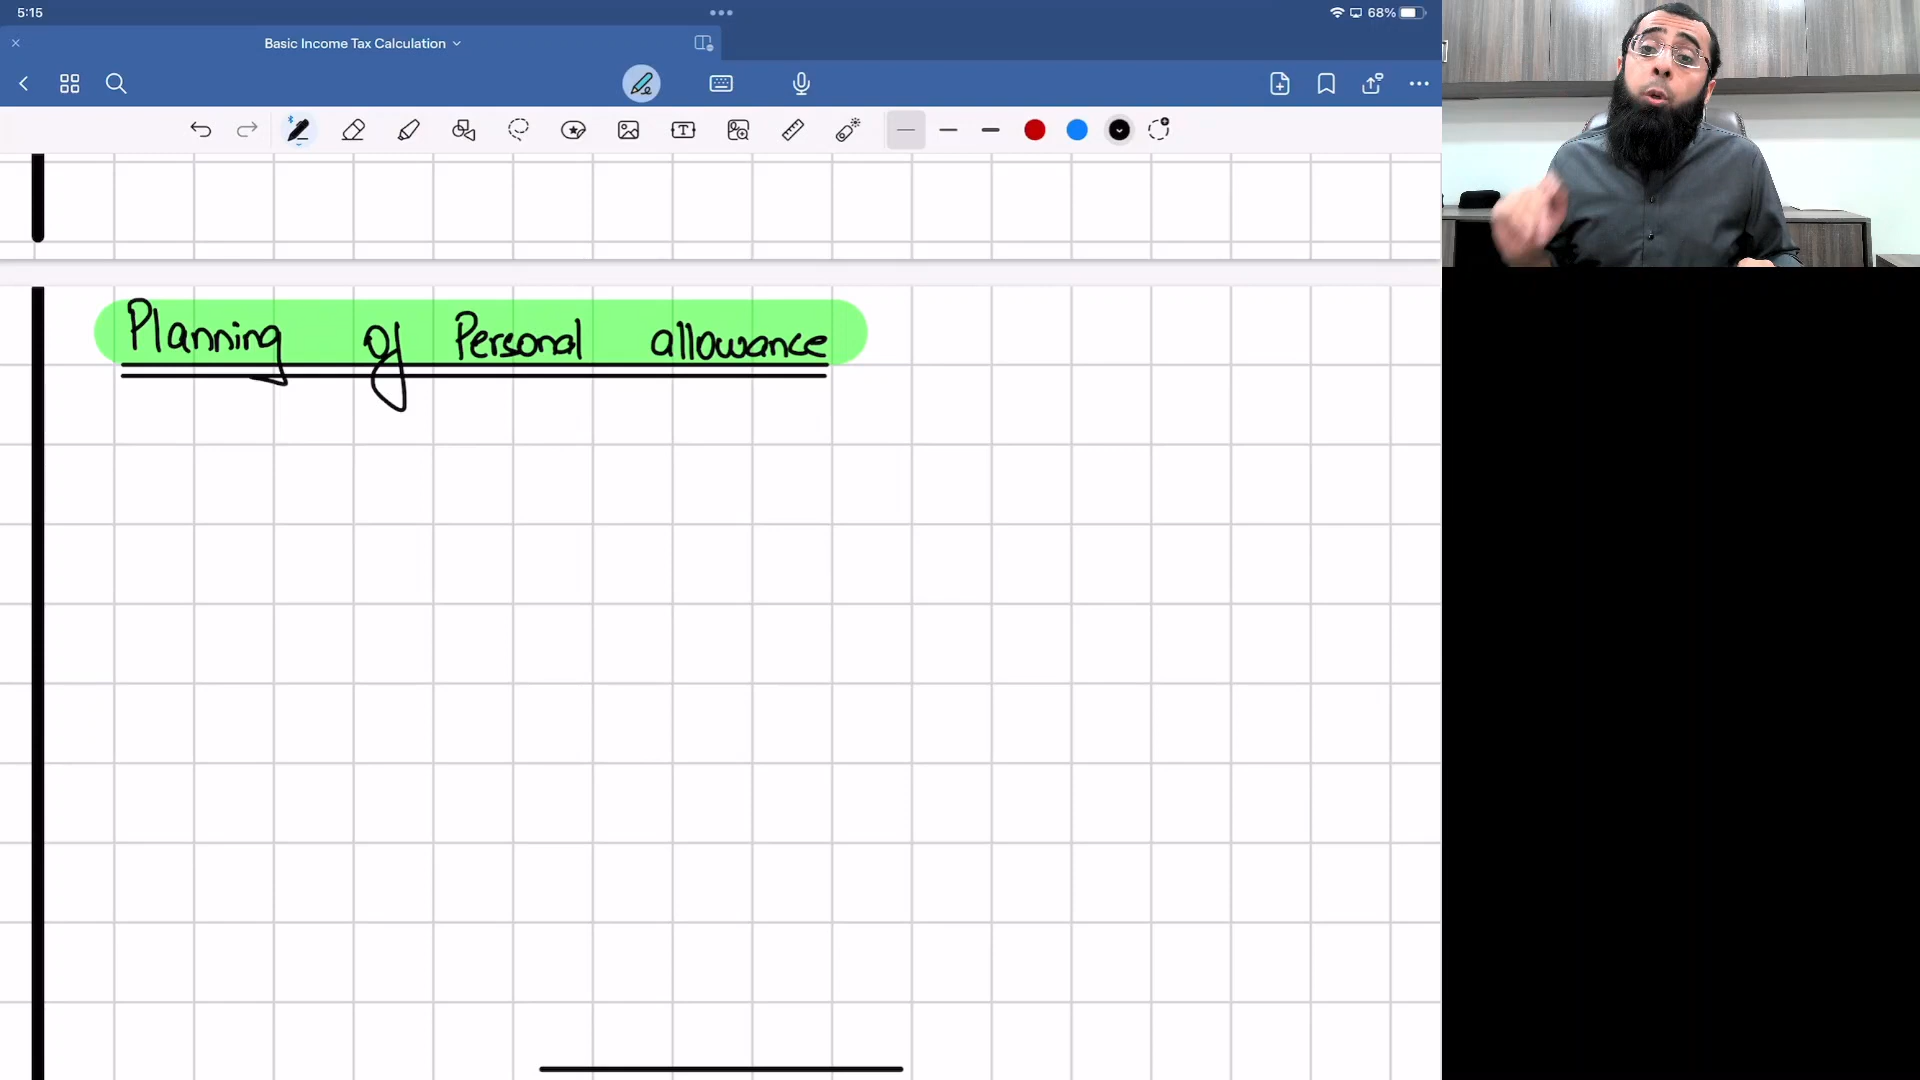 5:15
68%
Basic Income Tax Calculation
Planning of Personal allowance